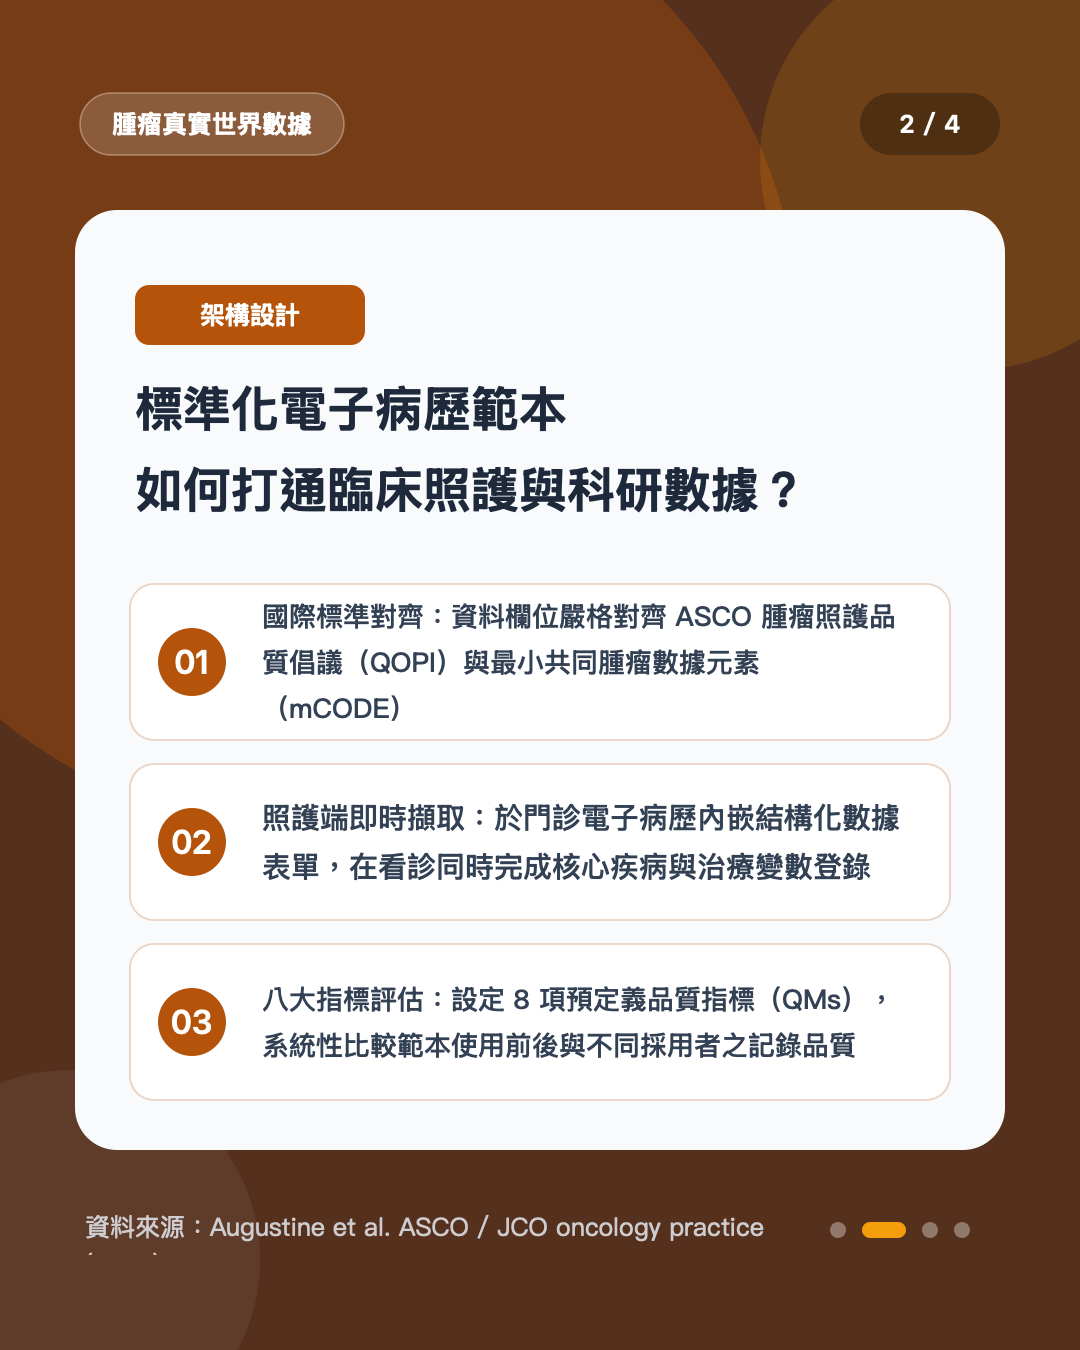 腫瘤真實世界數據
2 / 4
架構設計
標準化電子病歷範本
如何打通臨床照護與科研數據？
01
國際標準對齊：資料欄位嚴格對齊 ASCO 腫瘤照護品
質倡議（QOPI）與最小共同腫瘤數據元素
（mCODE）
02
照護端即時擷取：於門診電子病歷內嵌結構化數據
表單，在看診同時完成核心疾病與治療變數登錄
03
八大指標評估：設定 8 項預定義品質指標（QMs），
系統性比較範本使用前後與不同採用者之記錄品質
資料來源：Augustine et al. ASCO / JCO oncology practice